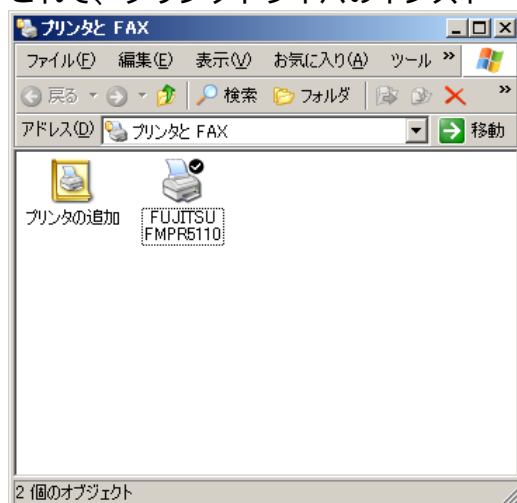 プリンタと FAX
ファイル(F) 編集(E) 表示(V) お気に入り(A) ツール »
戻る 検索 フォルダ »
アドレス(D) プリンタと FAX 移動
プリンタの追加
FUJITSU
FMPR5110
2 個のオブジェクト